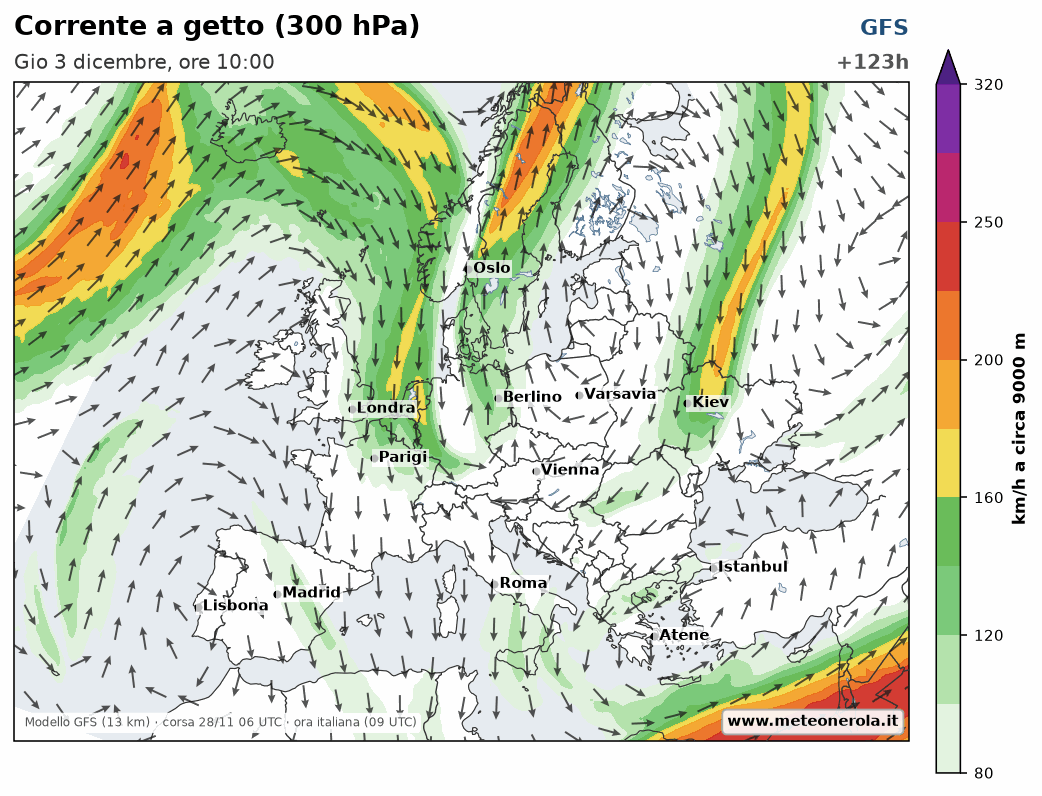 Corrente a getto (300 hPa)
GFS
Gio 3 dicembre, ore 10:00
+123h
320
250
200
160
120
80
km/h a circa 9000 m
Oslo
Londra
Berlino
Varsavia
Kiev
Parigi
Vienna
Istanbul
Roma
Madrid
Lisbona
Atene
Modello GFS (13 km) · corsa 28/11 06 UTC · ora italiana (09 UTC)
www.meteonerola.it